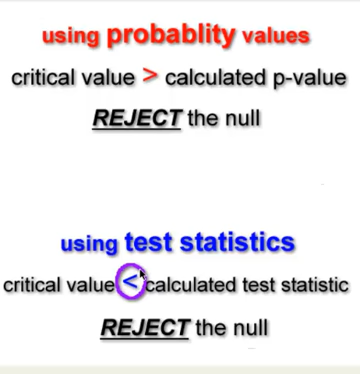 using probablity values
critical value > calculated p-value
REJECT the null
using test statistics
critical value < calculated test statistic
REJECT the null